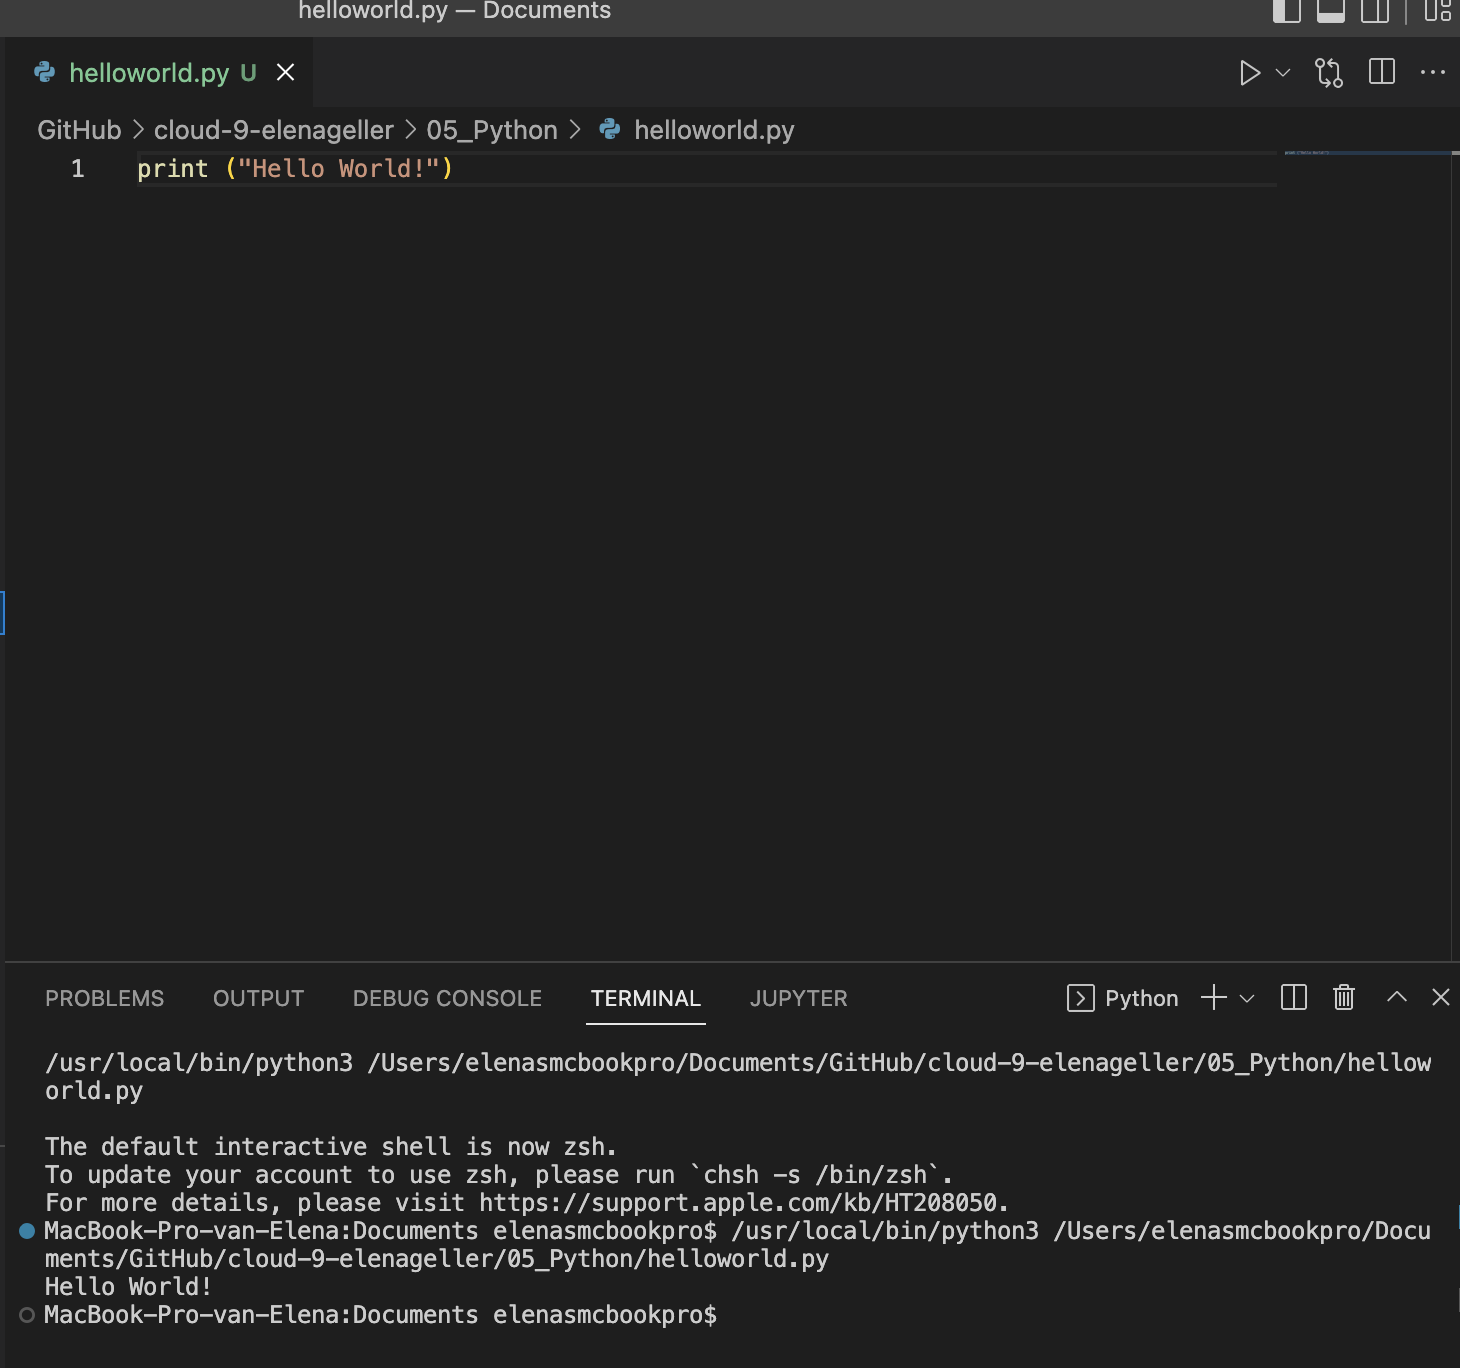 helloworld.py — Documents
helloworld.py U
GitHub > cloud-9-elenageller > 05_Python > helloworld.py
1 print ("Hello World!")
PROBLEMS OUTPUT DEBUG CONSOLE TERMINAL JUPYTER Python
/usr/local/bin/python3 /Users/elenasmcbookpro/Documents/GitHub/cloud-9-elenageller/05_Python/hellow
orld.py
The default interactive shell is now zsh.
To update your account to use zsh, please run `chsh -s /bin/zsh`.
For more details, please visit https://support.apple.com/kb/HT208050.
MacBook-Pro-van-Elena:Documents elenasmcbookpro$ /usr/local/bin/python3 /Users/elenasmcbookpro/Docu
ments/GitHub/cloud-9-elenageller/05_Python/helloworld.py
Hello World!
MacBook-Pro-van-Elena:Documents elenasmcbookpro$